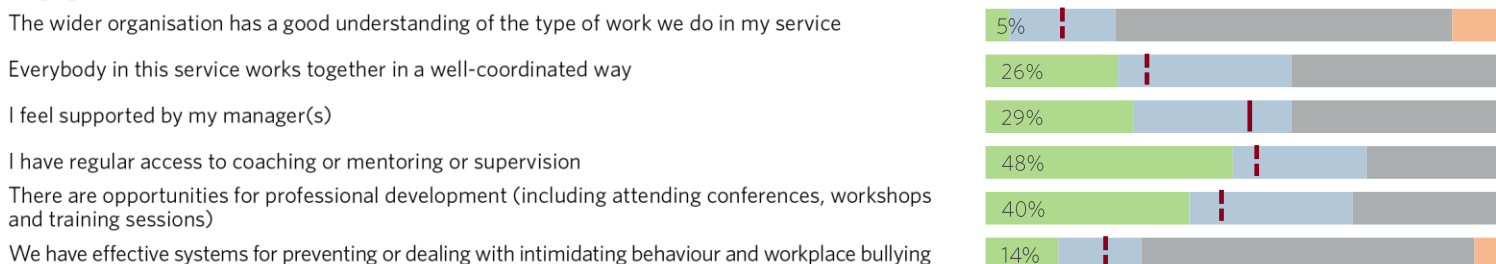 The wider organisation has a good understanding of the type of work we do in my service
5%
Everybody in this service works together in a well-coordinated way
26%
I feel supported by my manager(s)
29%
I have regular access to coaching or mentoring or supervision
48%
There are opportunities for professional development (including attending conferences, workshops
and training sessions)
40%
We have effective systems for preventing or dealing with intimidating behaviour and workplace bullying
14%